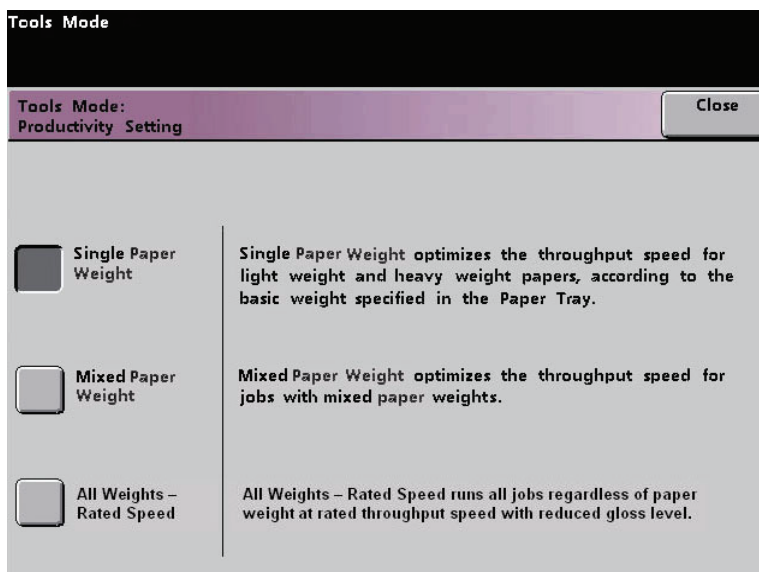 Tools Mode
Tools Mode:
Productivity Setting
Close
Single Paper
Weight
Single Paper Weight optimizes the throughput speed for
light weight and heavy weight papers, according to the
basic weight specified in the Paper Tray.
Mixed Paper
Weight
Mixed Paper Weight optimizes the throughput speed for
jobs with mixed paper weights.
All Weights –
Rated Speed
All Weights – Rated Speed runs all jobs regardless of paper
weight at rated throughput speed with reduced gloss level.